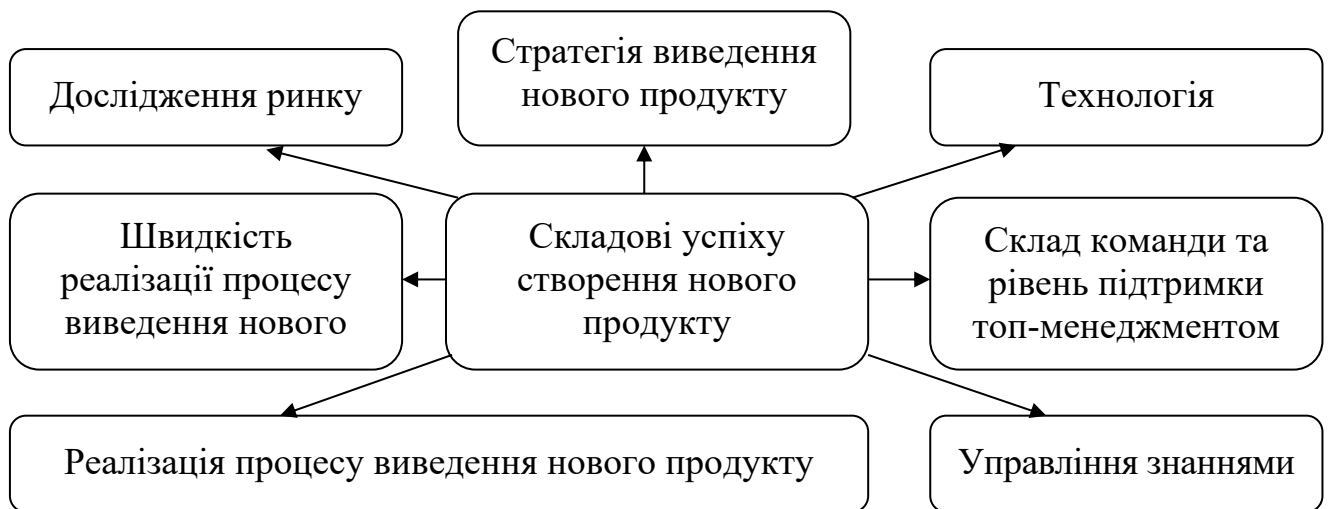 Стратегія виведення
нового продукту
Дослідження ринку
Технологія
Швидкість
реалізації процесу
виведення нового
Складові успіху
створення нового
продукту
Склад команди та
рівень підтримки
топ-менеджментом
Реалізація процесу виведення нового продукту
Управління знаннями